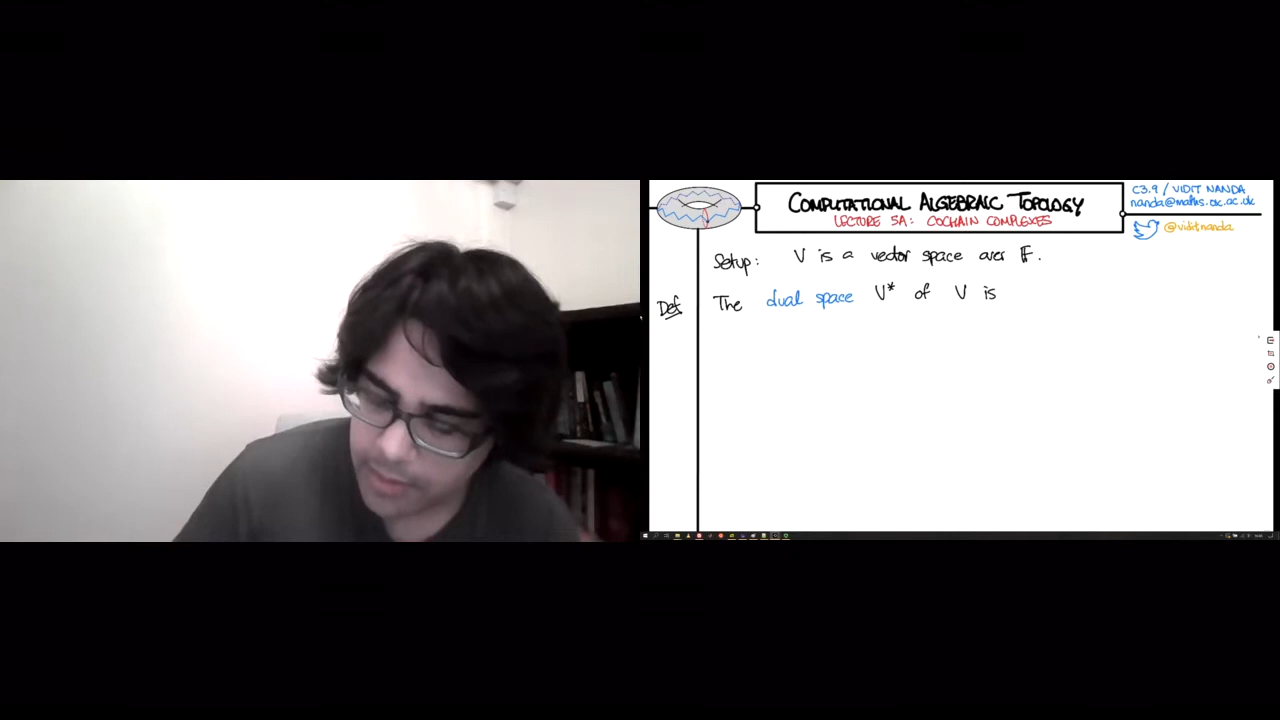 COMPUTATIONAL ALGEBRAIC TOPOLOGY
LECTURE 5A: COCHAIN COMPLEXES
C3.9 / VIDIT NANDA
nanda@maths.ox.ac.uk
@viditnanda
Setup: V is a vector space over 𝔽.
Def The dual space V* of V is